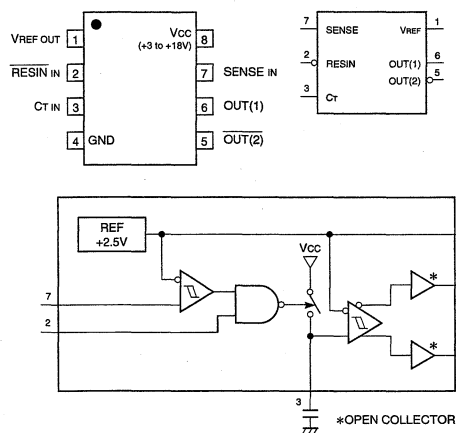 VREF OUT 1
VCC 8
(+3 to +18V)
RESIN IN 2
7 SENSE IN
CT IN 3
6 OUT(1)
4 GND
5 OUT(2)
7 SENSE
VREF 1
2 RESIN
OUT(1) 6
OUT(2) 5
3 CT
REF
+2.5V
VCC
*
7
2
*
3
*OPEN COLLECTOR